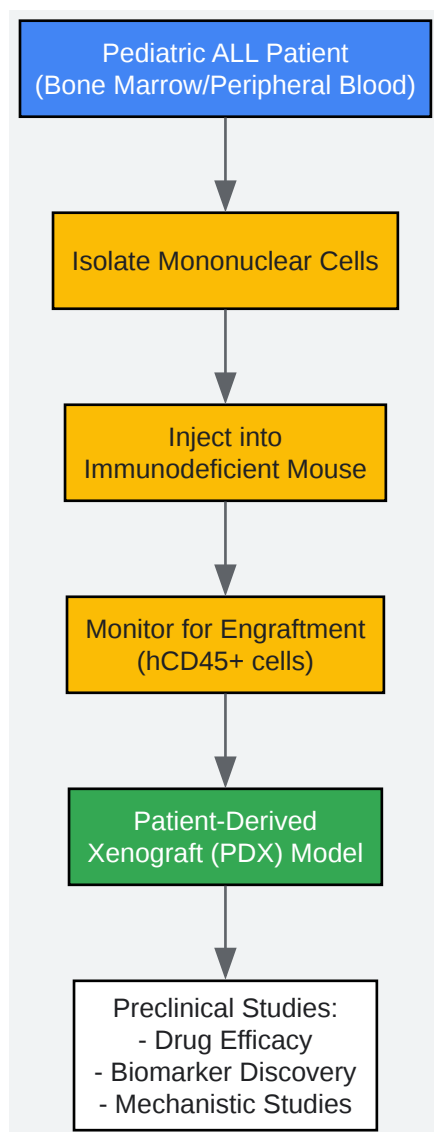 Pediatric ALL Patient
(Bone Marrow/Peripheral Blood)
Isolate Mononuclear Cells
Inject into
Immunodeficient Mouse
Monitor for Engraftment
(hCD45+ cells)
Patient-Derived
Xenograft (PDX) Model
Preclinical Studies:
- Drug Efficacy
- Biomarker Discovery
- Mechanistic Studies